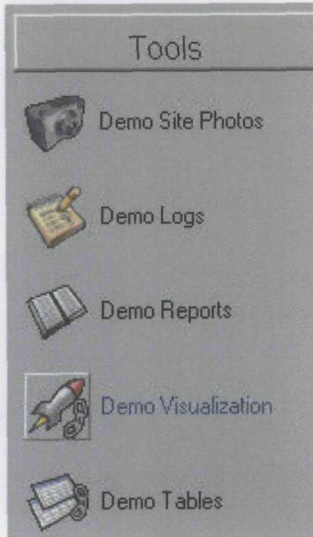 Tools
Demo Site Photos
Demo Logs
Demo Reports
Demo Visualization
Demo Tables